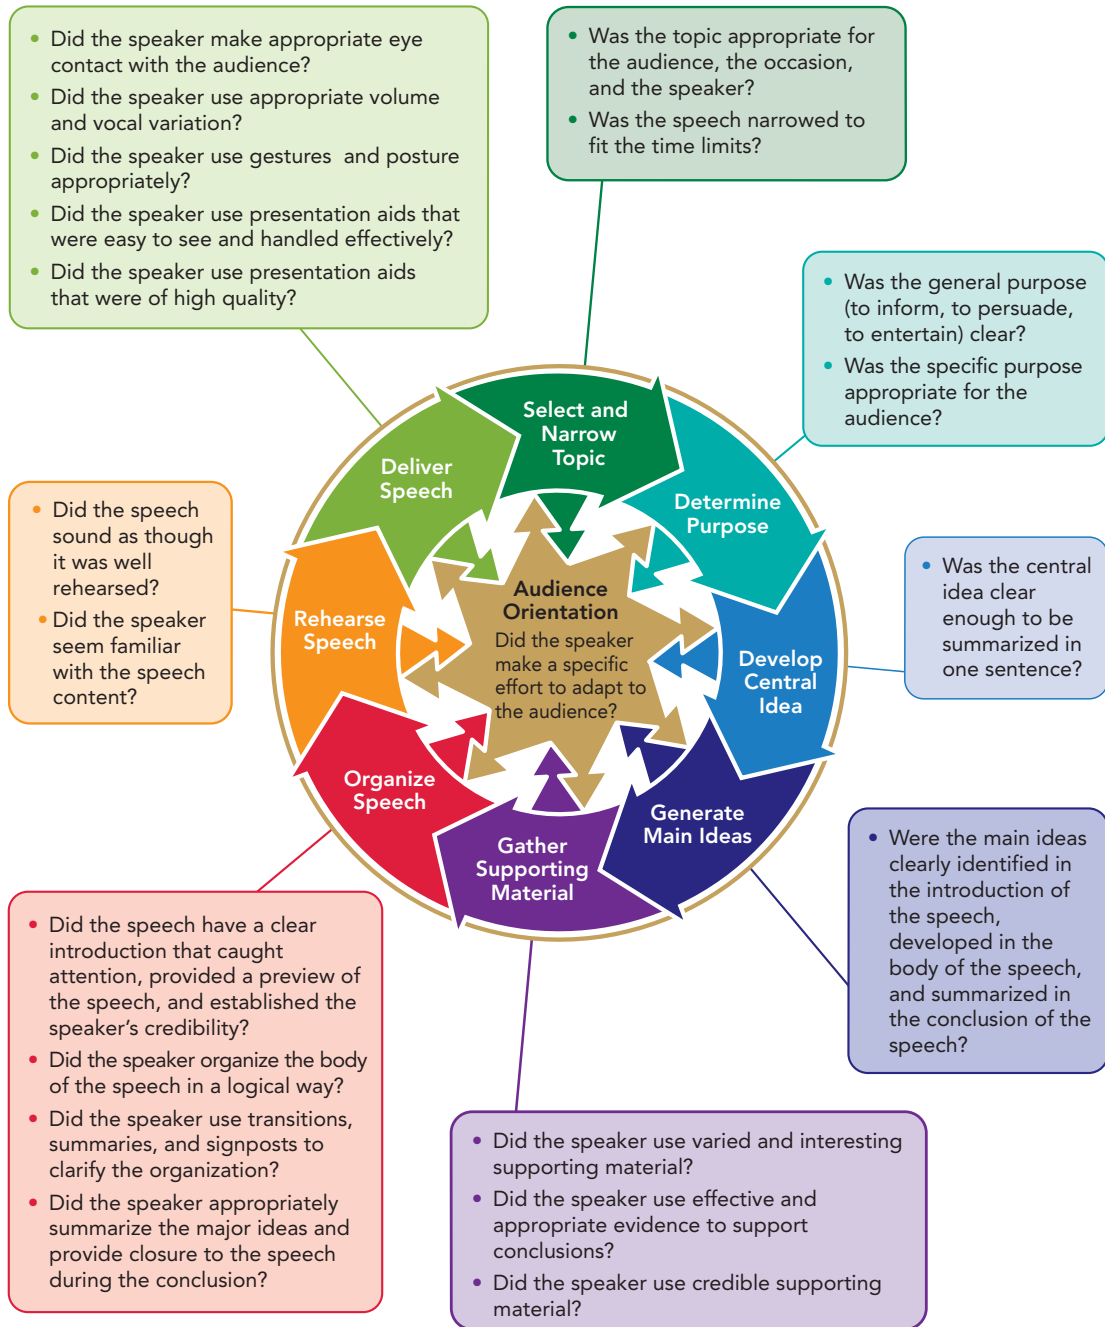 • Did the speaker make appropriate eye
contact with the audience?
• Did the speaker use appropriate volume
and vocal variation?
• Did the speaker use gestures and posture
appropriately?
• Did the speaker use presentation aids that
were easy to see and handled effectively?
• Did the speaker use presentation aids
that were of high quality?
• Was the topic appropriate for
the audience, the occasion,
and the speaker?
• Was the speech narrowed to
fit the time limits?
• Was the general purpose
(to inform, to persuade,
to entertain) clear?
• Was the specific purpose
appropriate for the
audience?
Select and
Narrow
Topic
Deliver
Speech
Determine
Purpose
• Did the speech
sound as though
it was well
rehearsed?
• Did the speaker
seem familiar
with the speech
content?
Rehearse
Speech
Audience
Orientation
Did the speaker
make a specific
effort to adapt to
the audience?
Develop
Central
Idea
• Was the central
idea clear
enough to be
summarized in
one sentence?
Organize
Speech
Gather
Supporting
Material
Generate
Main Ideas
• Were the main ideas
clearly identified in
the introduction of
the speech,
developed in the
body of the speech,
and summarized in
the conclusion of the
speech?
• Did the speech have a clear
introduction that caught
attention, provided a preview of
the speech, and established the
speaker's credibility?
• Did the speaker organize the body
of the speech in a logical way?
• Did the speaker use transitions,
summaries, and signposts to
clarify the organization?
• Did the speaker appropriately
summarize the major ideas and
provide closure to the speech
during the conclusion?
• Did the speaker use varied and interesting
supporting material?
• Did the speaker use effective and
appropriate evidence to support
conclusions?
• Did the speaker use credible supporting
material?